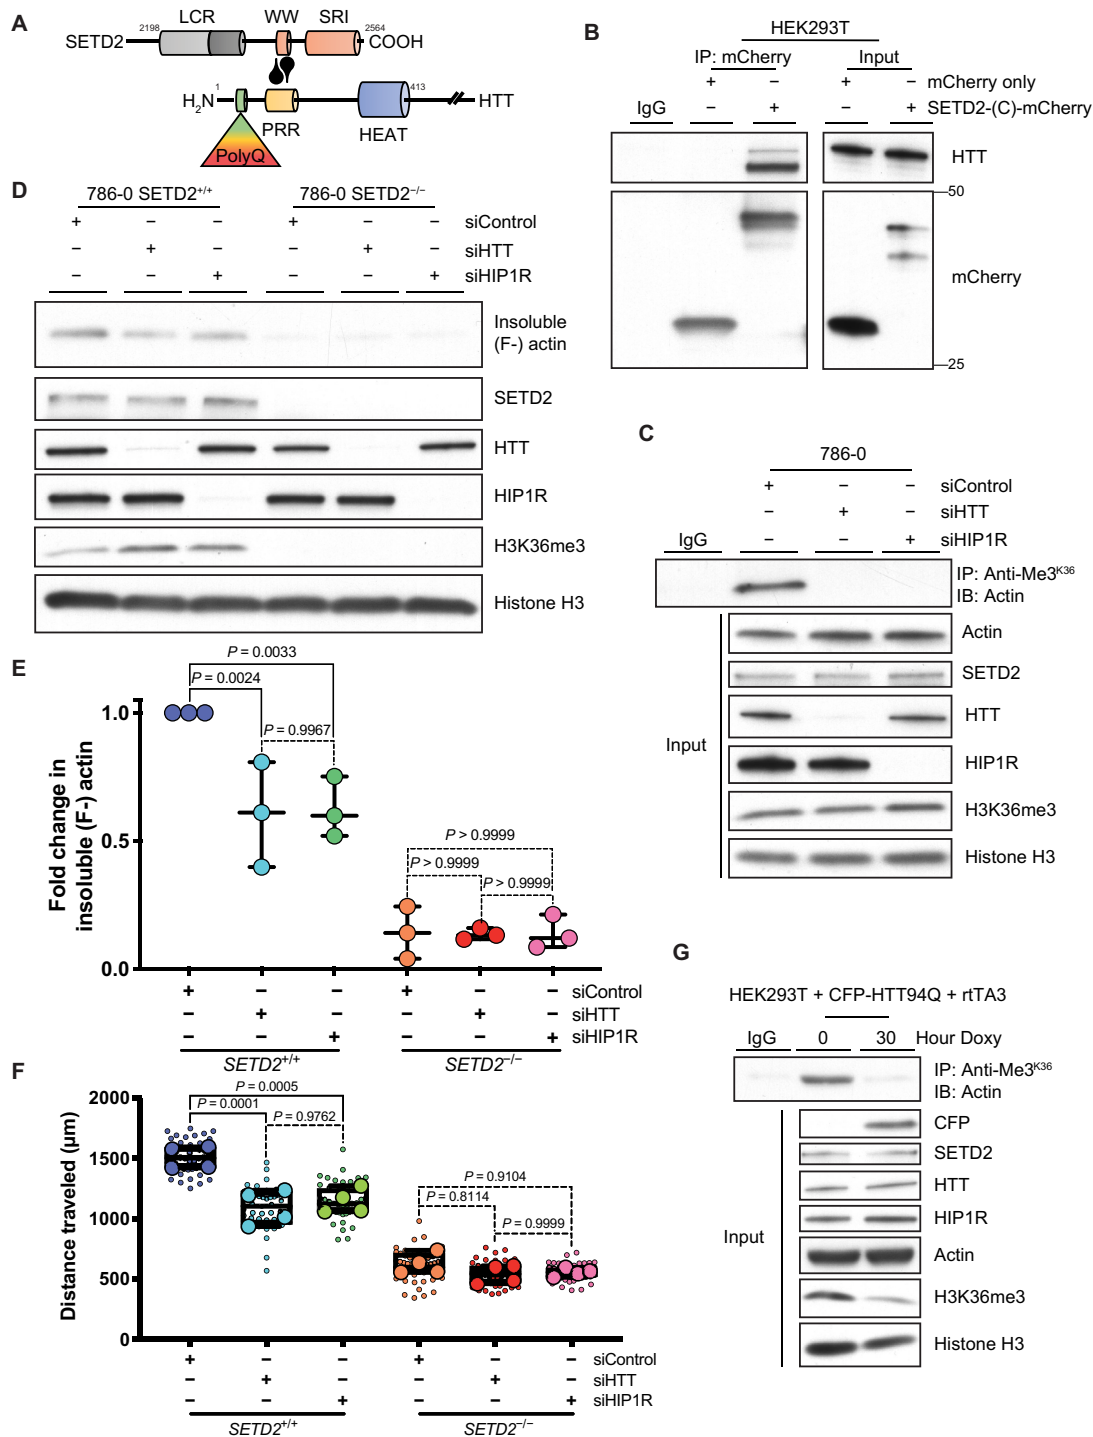 A
LCR
WW
SRI
2198
2564
SETD2
COOH
1
413
H2N
HTT
PRR
HEAT
PolyQ
B
HEK293T
IP: mCherry
Input
+ – + – mCherry only
IgG – + – + SETD2-(C)-mCherry
HTT
50
mCherry
25
C
786-0
+ – – siControl
– + – siHTT
IgG – – + siHIP1R
IP: Anti-Me3K36
IB: Actin
Input
Actin
SETD2
HTT
HIP1R
H3K36me3
Histone H3
D
786-0 SETD2+/+ 786-0 SETD2–/–
+ – – + – – siControl
– + – – + – siHTT
– – + – – + siHIP1R
Insoluble
(F-) actin
SETD2
HTT
HIP1R
H3K36me3
Histone H3
E
P = 0.0033
P = 0.0024
P = 0.9967
P > 0.9999
P > 0.9999
P > 0.9999
Fold change in
insoluble (F-) actin
1.0
0.5
0.0
+ – – + – – siControl
– + – – + – siHTT
– – + – – + siHIP1R
SETD2+/+ SETD2–/–
F
P = 0.0005
P = 0.0001
P = 0.9762
P = 0.9104
P = 0.8114
P = 0.9999
Distance traveled (µm)
2000
1500
1000
500
0
+ – – + – – siControl
– + – – + – siHTT
– – + – – + siHIP1R
SETD2+/+ SETD2–/–
G
HEK293T + CFP-HTT94Q + rtTA3
IgG 0 30 Hour Doxy
IP: Anti-Me3K36
IB: Actin
Input
CFP
SETD2
HTT
HIP1R
Actin
H3K36me3
Histone H3